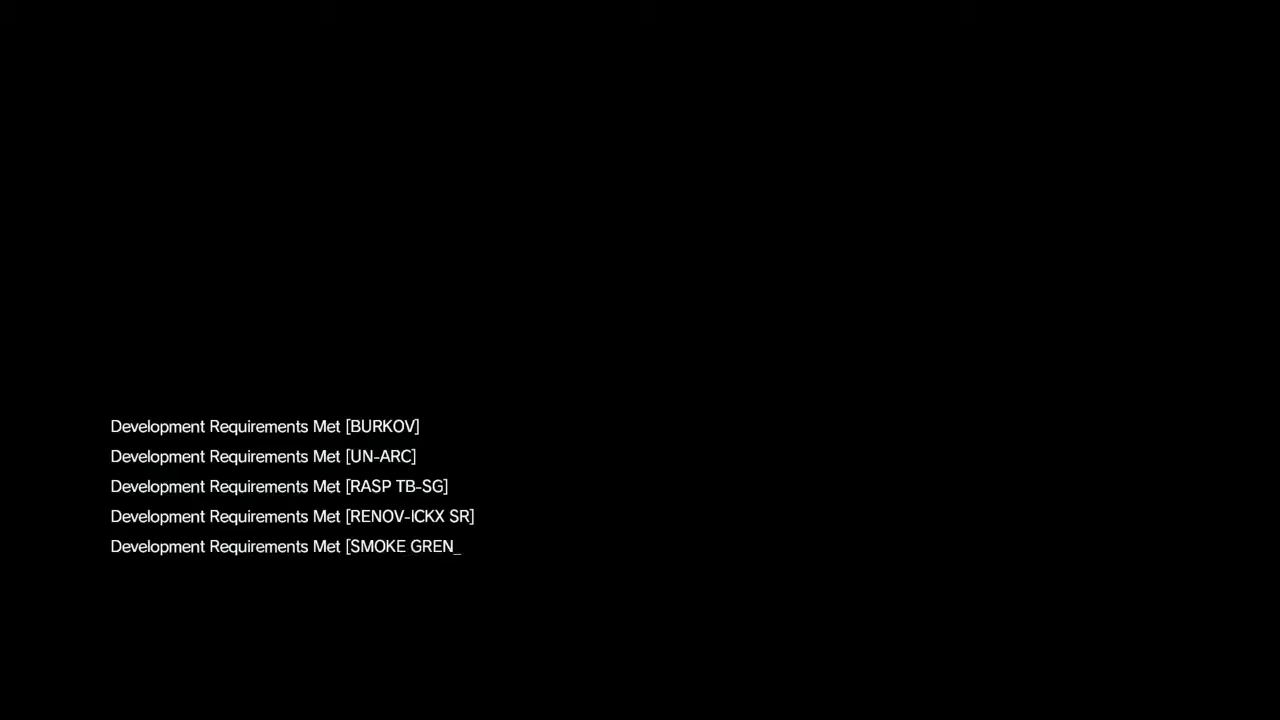 Development Requirements Met [BURKOV]
Development Requirements Met [UN-ARC]
Development Requirements Met [RASP TB-SG]
Development Requirements Met [RENOV-ICKX SR]
Development Requirements Met [SMOKE GREN_